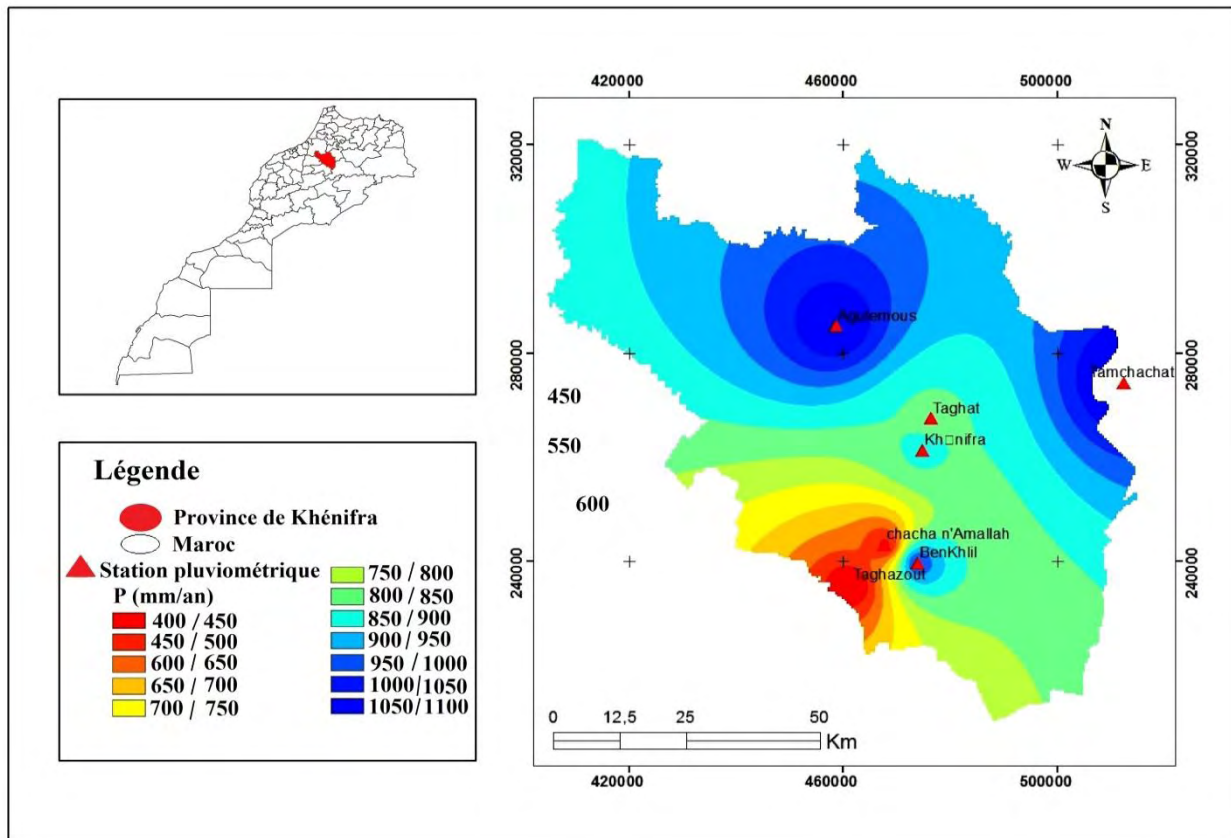 420000 460000 500000
N
W E
S
320000 320000
280000 280000
240000 240000
Agulemous
Tamchachat
Taghat
Kh□nifra
chacha n'Amallah
BenKhlil
Taghazout
450
550
600
0 12,5 25 50
Km
420000 460000 500000
Légende
Province de Khénifra
Maroc
Station pluviométrique
P (mm/an)
400 / 450
450 / 500
600 / 650
650 / 700
700 / 750
750 / 800
800 / 850
850 / 900
900 / 950
950 / 1000
1000/1050
1050/1100